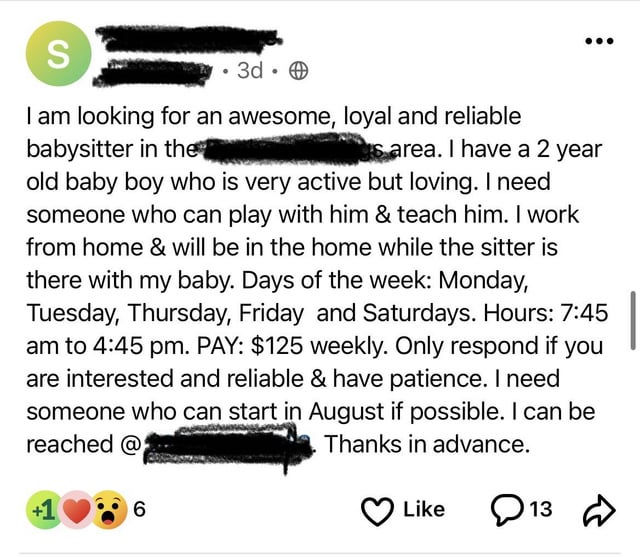 S
· 3d ·
I am looking for an awesome, loyal and reliable
babysitter in the area. I have a 2 year
old baby boy who is very active but loving. I need
someone who can play with him & teach him. I work
from home & will be in the home while the sitter is
there with my baby. Days of the week: Monday,
Tuesday, Thursday, Friday and Saturdays. Hours: 7:45
am to 4:45 pm. PAY: $125 weekly. Only respond if you
are interested and reliable & have patience. I need
someone who can start in August if possible. I can be
reached @ . Thanks in advance.
+1 6 Like 13